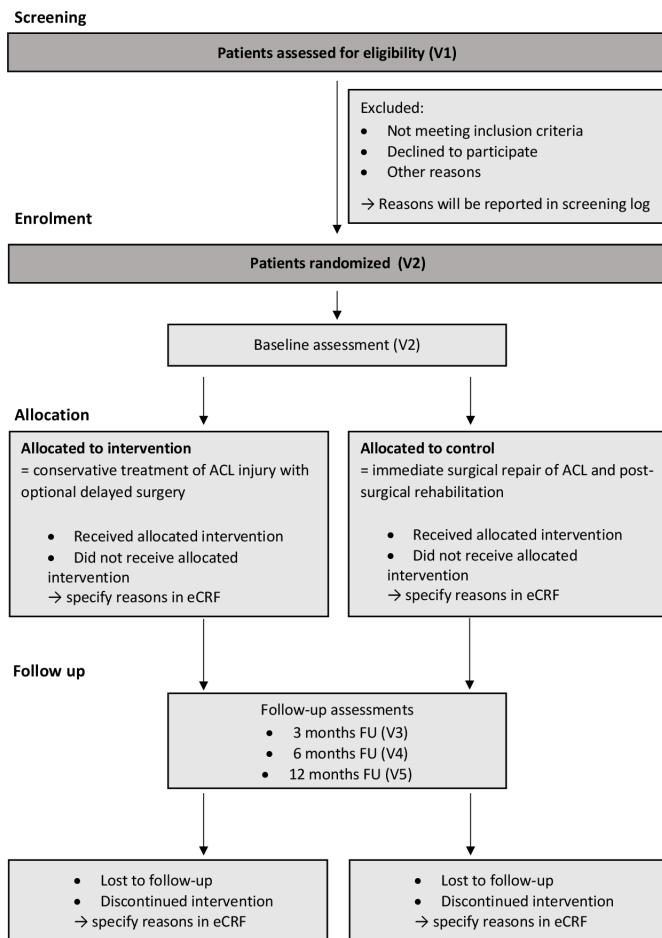 Screening
Patients assessed for eligibility (V1)
Excluded:
• Not meeting inclusion criteria
• Declined to participate
• Other reasons
→ Reasons will be reported in screening log
Enrolment
Patients randomized (V2)
Baseline assessment (V2)
Allocation
Allocated to intervention
= conservative treatment of ACL injury with
optional delayed surgery
• Received allocated intervention
• Did not receive allocated
intervention
→ specify reasons in eCRF
Allocated to control
= immediate surgical repair of ACL and post-
surgical rehabilitation
• Received allocated intervention
• Did not receive allocated
intervention
→ specify reasons in eCRF
Follow up
Follow-up assessments
• 3 months FU (V3)
• 6 months FU (V4)
• 12 months FU (V5)
• Lost to follow-up
• Discontinued intervention
→ specify reasons in eCRF
• Lost to follow-up
• Discontinued intervention
→ specify reasons in eCRF